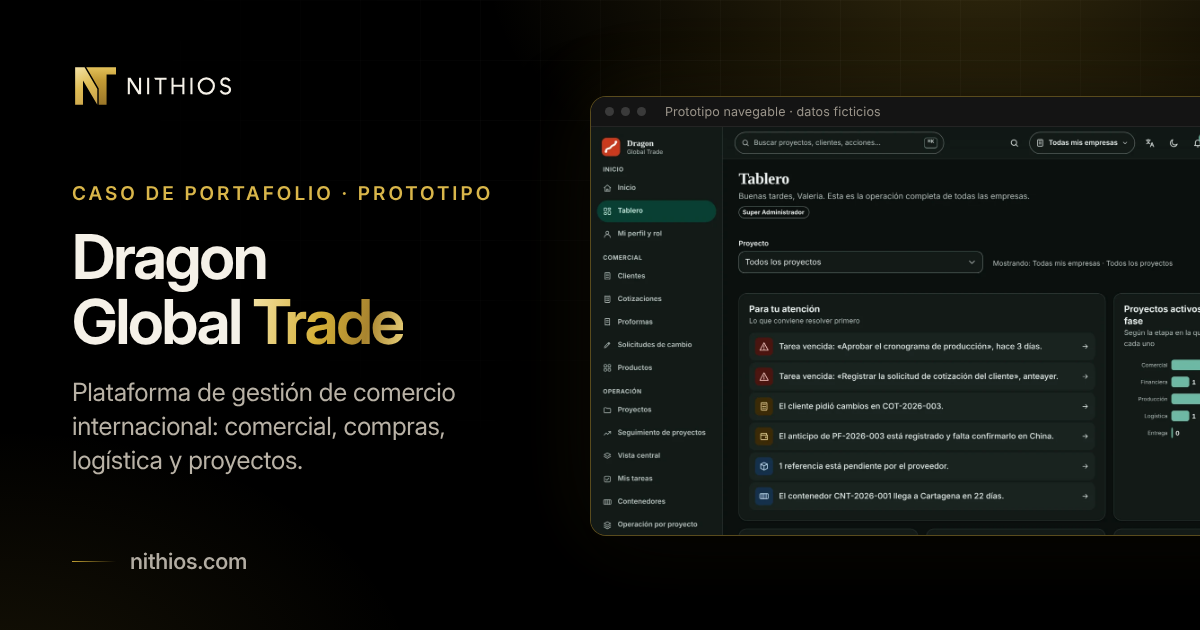 NITHIOS
CASO DE PORTAFOLIO · PROTOTIPO
Dragon
Global Trade
Plataforma de gestión de comercio
internacional: comercial, compras,
logística y proyectos.
nithios.com
Prototipo navegable · datos ficticios
Dragon
Global Trade
INICIO
Inicio
Tablero
Mi perfil y rol
COMERCIAL
Clientes
Cotizaciones
Proformas
Solicitudes de cambio
Productos
OPERACIÓN
Proyectos
Seguimiento de proyectos
Vista central
Mis tareas
Contenedores
Operación por proyecto
Buscar proyectos, clientes, acciones...
⌘K
Todas mis empresas
Tablero
Buenas tardes, Valeria. Esta es la operación completa de todas las empresas.
Super Administrador
Proyecto
Todos los proyectos
Mostrando: Todas mis empresas · Todos los proyectos
Para tu atención
Lo que conviene resolver primero
Tarea vencida: «Aprobar el cronograma de producción», hace 3 días.
Tarea vencida: «Registrar la solicitud de cotización del cliente», anteayer.
El cliente pidió cambios en COT-2026-003.
El anticipo de PF-2026-003 está registrado y falta confirmarlo en China.
1 referencia está pendiente por el proveedor.
El contenedor CNT-2026-001 llega a Cartagena en 22 días.
Proyectos activos
fase
Según la etapa en la qu
cada uno
Comercial
Financiera 1
Producción
Logística 1
Entrega 0